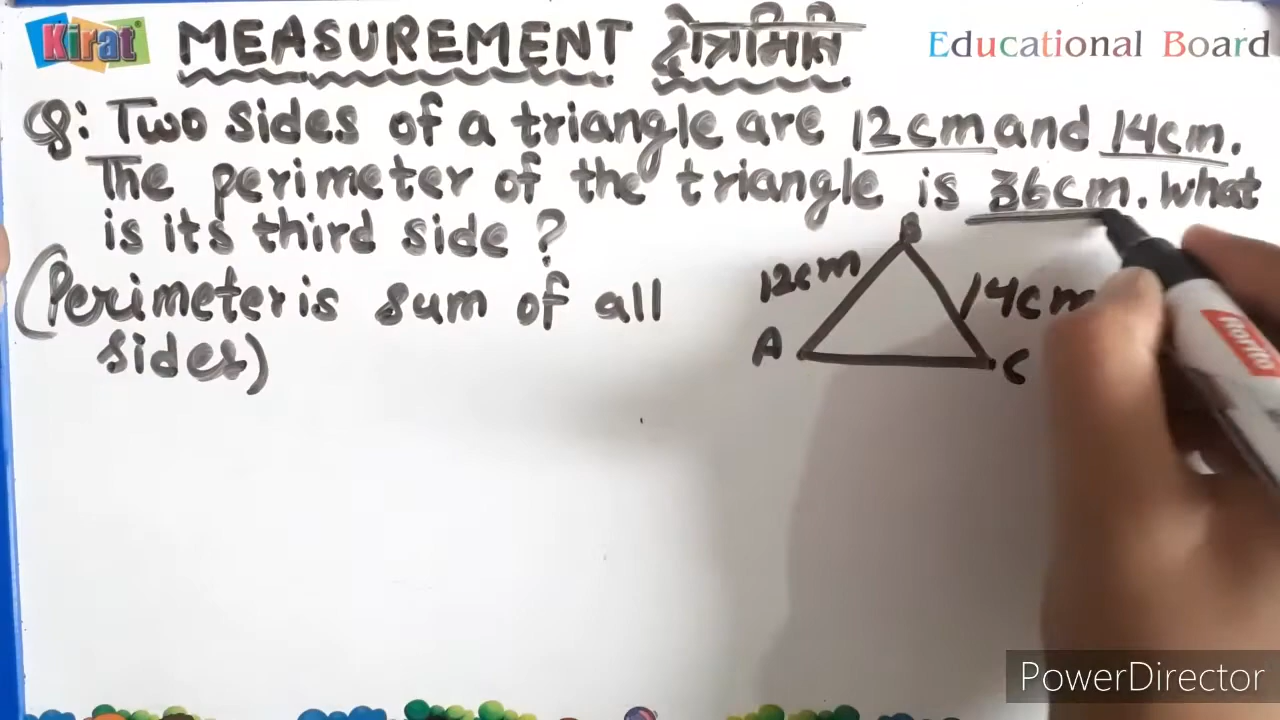 Kirat MEASUREMENT क्षेत्रमिति Educational Board
Q: Two sides of a triangle are 12cm and 14cm.
The perimeter of the triangle is 36cm. What
is its third side ?
(Perimeter is sum of all
sides)
B
12cm
14cm
A
C
Rorito
PowerDirector